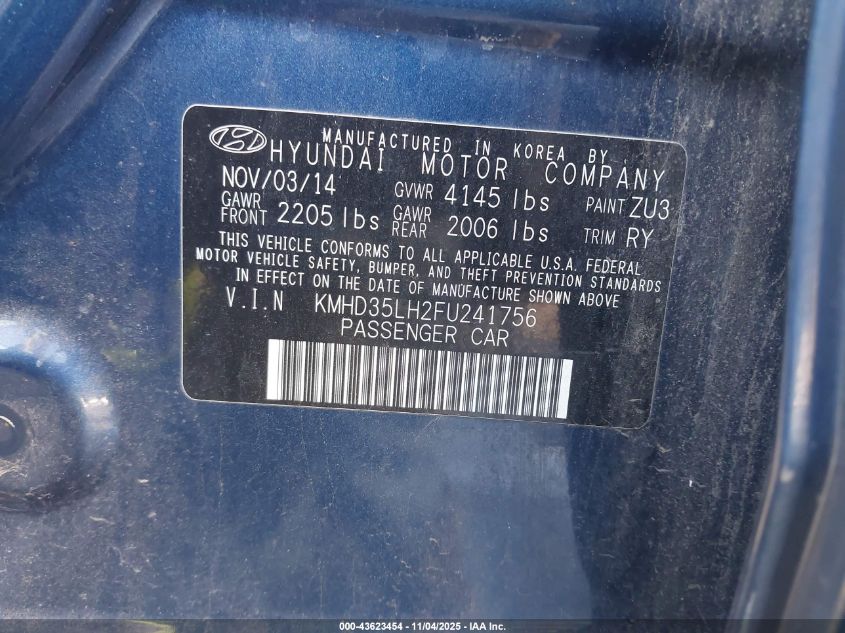 MANUFACTURED IN KOREA BY
HYUNDAI MOTOR COMPANY
NOV/03/14 GVWR 4145 lbs PAINT ZU3
GAWR FRONT 2205 lbs GAWR REAR 2006 lbs TRIM RY
THIS VEHICLE CONFORMS TO ALL APPLICABLE U.S.A. FEDERAL
MOTOR VEHICLE SAFETY, BUMPER, AND THEFT PREVENTION STANDARDS
IN EFFECT ON THE DATE OF MANUFACTURE SHOWN ABOVE
V.I.N KMHD35LH2FU241756
PASSENGER CAR
000-43623454 - 11/04/2025 - IAA Inc.